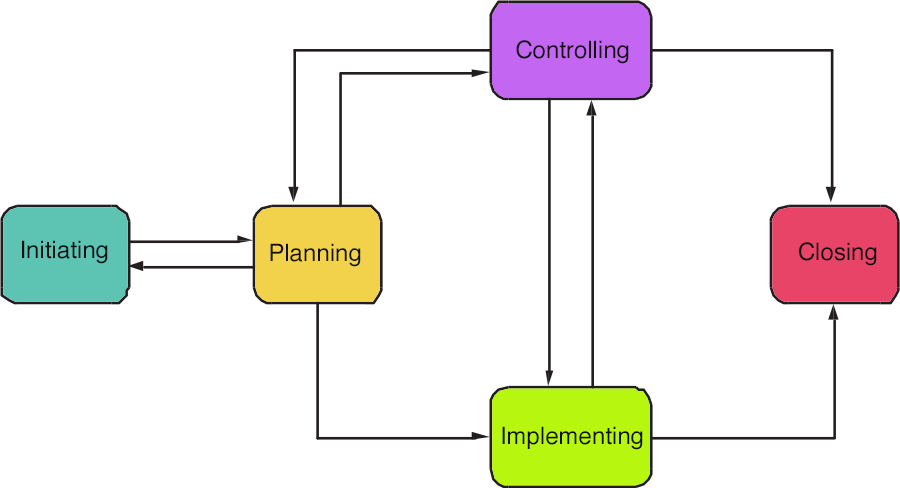 Controlling
Initiating
Planning
Closing
Implementing